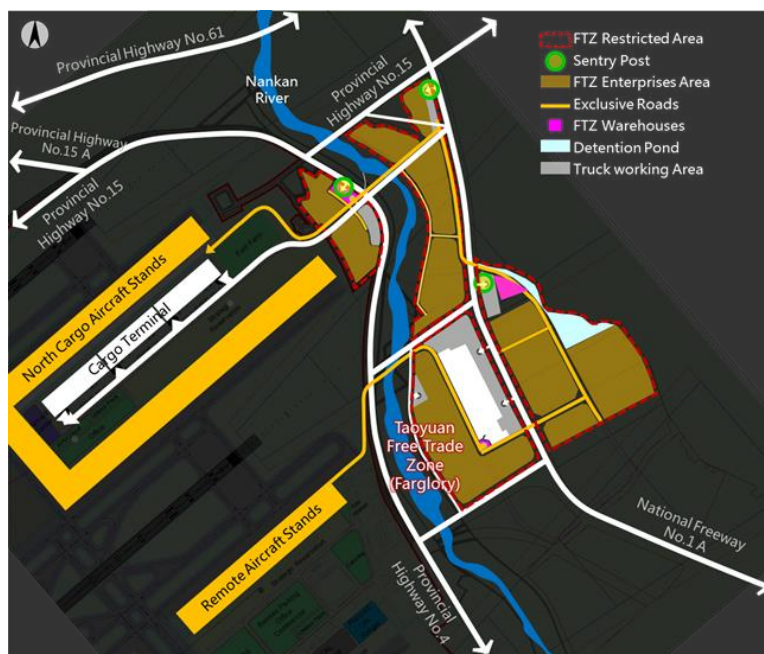 Provincial Highway No.61
Nankan
River
Provincial
Highway No.15
Provincial Highway
No.15 A
Provincial
Highway No.15
FTZ Restricted Area
Sentry Post
FTZ Enterprises Area
Exclusive Roads
FTZ Warehouses
Detention Pond
Truck working Area
North Cargo Aircraft Stands
Cargo Terminal
Taoyuan
Free Trade
Zone
(Farglory)
Remote Aircraft Stands
Provincial
Highway No.4
National Freeway
No.1 A